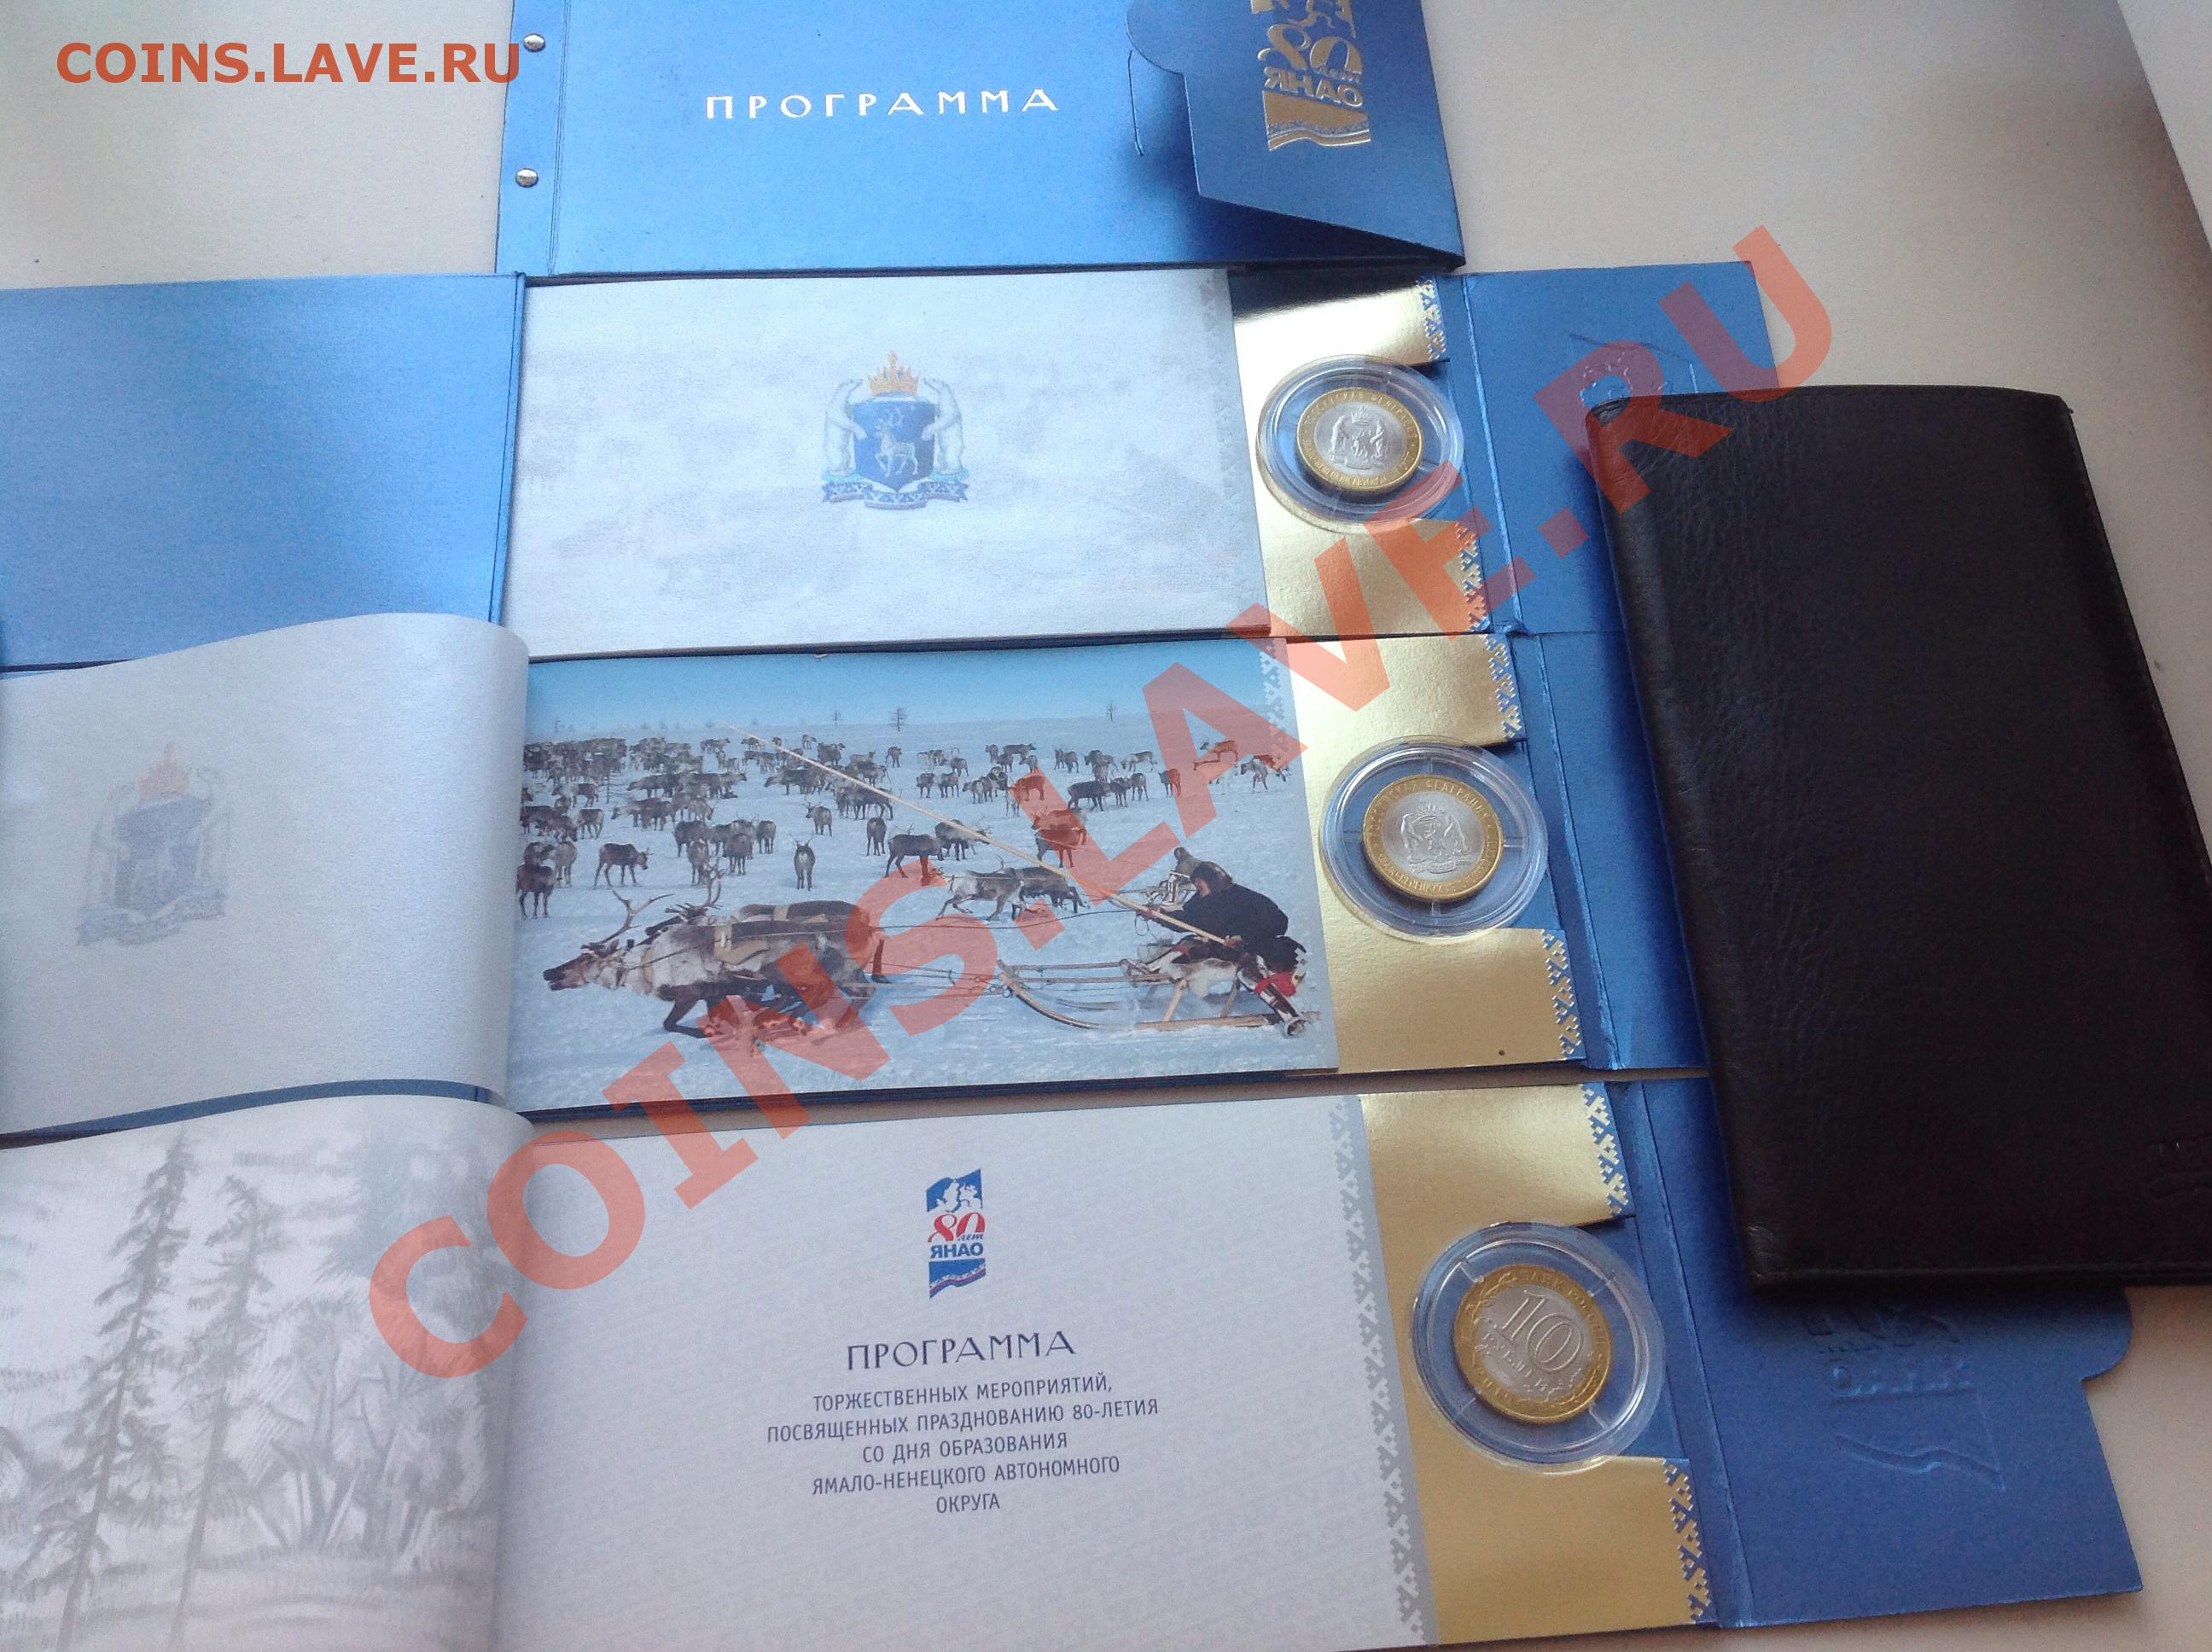 COINS.LAVE.RU
ПРОГРАММА
80
лет
ЯНАО
COINS.LAVE.RU
80
лет
ЯНАО
10
ПРОГРАММА
ТОРЖЕСТВЕННЫХ МЕРОПРИЯТИЙ,
ПОСВЯЩЕННЫХ ПРАЗДНОВАНИЮ 80-ЛЕТИЯ
СО ДНЯ ОБРАЗОВАНИЯ
ЯМАЛО-НЕНЕЦКОГО АВТОНОМНОГО
ОКРУГА